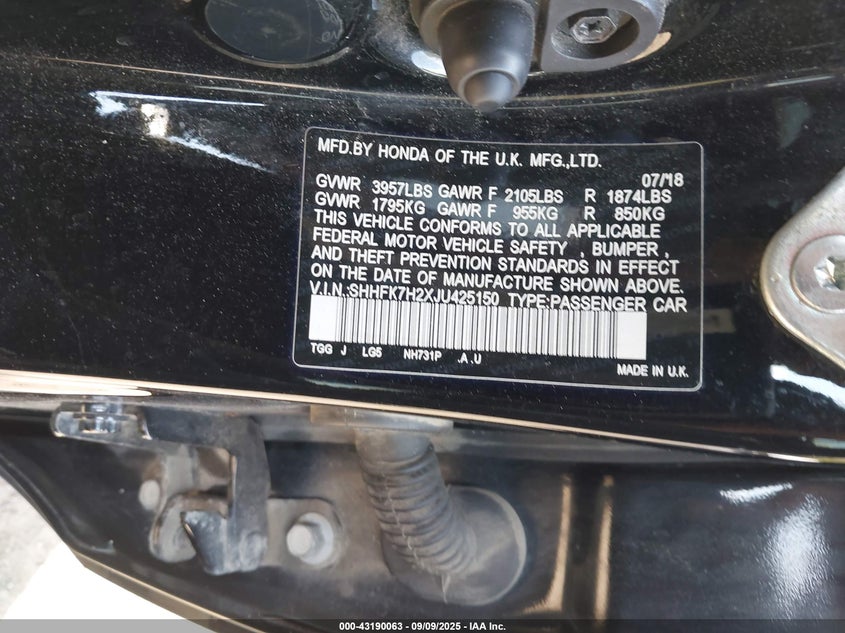 MFD.BY HONDA OF THE U.K. MFG.,LTD.
07/18
GVWR 3957LBS GAWR F 2105LBS R 1874LBS
GVWR 1795KG GAWR F 955KG R 850KG
THIS VEHICLE CONFORMS TO ALL APPLICABLE
FEDERAL MOTOR VEHICLE SAFETY , BUMPER ,
AND THEFT PREVENTION STANDARDS IN EFFECT
ON THE DATE OF MANUFACTURE SHOWN ABOVE.
V.I.N.:SHHFK7H2XJU425150 TYPE:PASSENGER CAR
TGG J LG5 NH731P .A .U
MADE IN U.K.
000-43190063 - 09/09/2025 - IAA Inc.